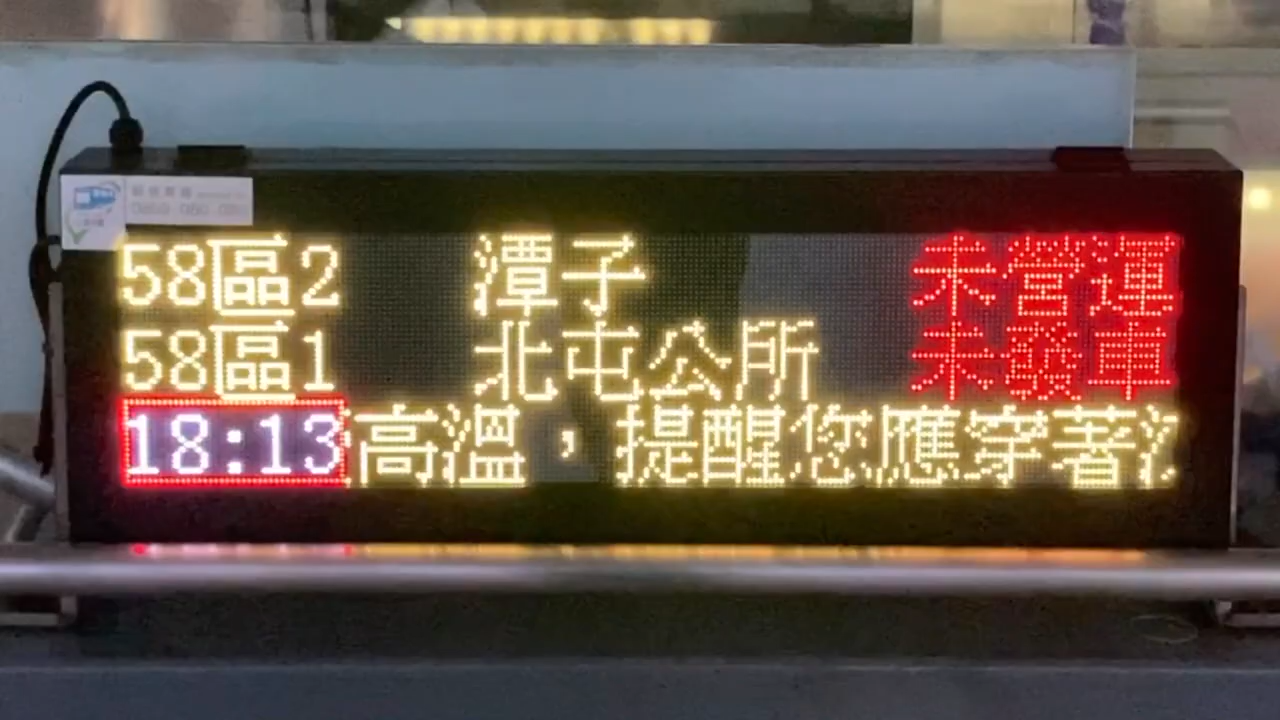 58區2 潭子 未營運
58區1 北屯公所 未發車
18:13 高溫，提醒您應穿著